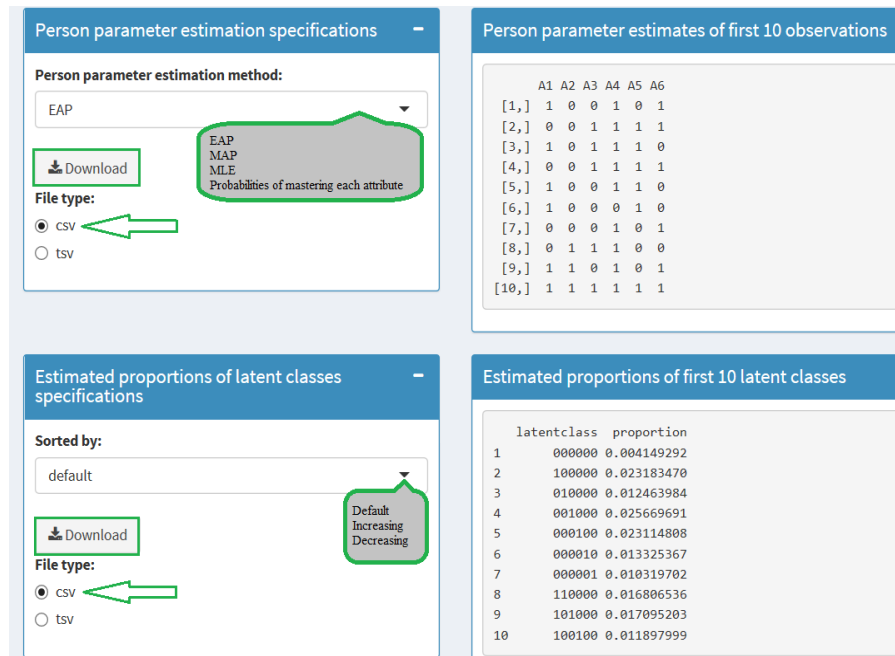 Person parameter estimation specifications
Person parameter estimation method:
EAP
EAP
MAP
MLE
Probabilities of mastering each attribute
Download
File type:
csv
tsv
Person parameter estimates of first 10 observations
A1 A2 A3 A4 A5 A6
[1,] 1 0 0 1 0 1
[2,] 0 0 1 1 1 1
[3,] 1 0 1 1 1 0
[4,] 0 0 1 1 1 1
[5,] 1 0 0 1 1 0
[6,] 1 0 0 0 1 0
[7,] 0 0 0 1 0 1
[8,] 0 1 1 1 0 0
[9,] 1 1 0 1 0 1
[10,] 1 1 1 1 1 1
Estimated proportions of latent classes
specifications
Sorted by:
default
Default
Increasing
Decreasing
Download
File type:
csv
tsv
Estimated proportions of first 10 latent classes
latentclass proportion
1 000000 0.004149292
2 100000 0.023183470
3 010000 0.012463984
4 001000 0.025669691
5 000100 0.023114808
6 000010 0.013325367
7 000001 0.010319702
8 110000 0.016806536
9 101000 0.017095203
10 100100 0.011897999